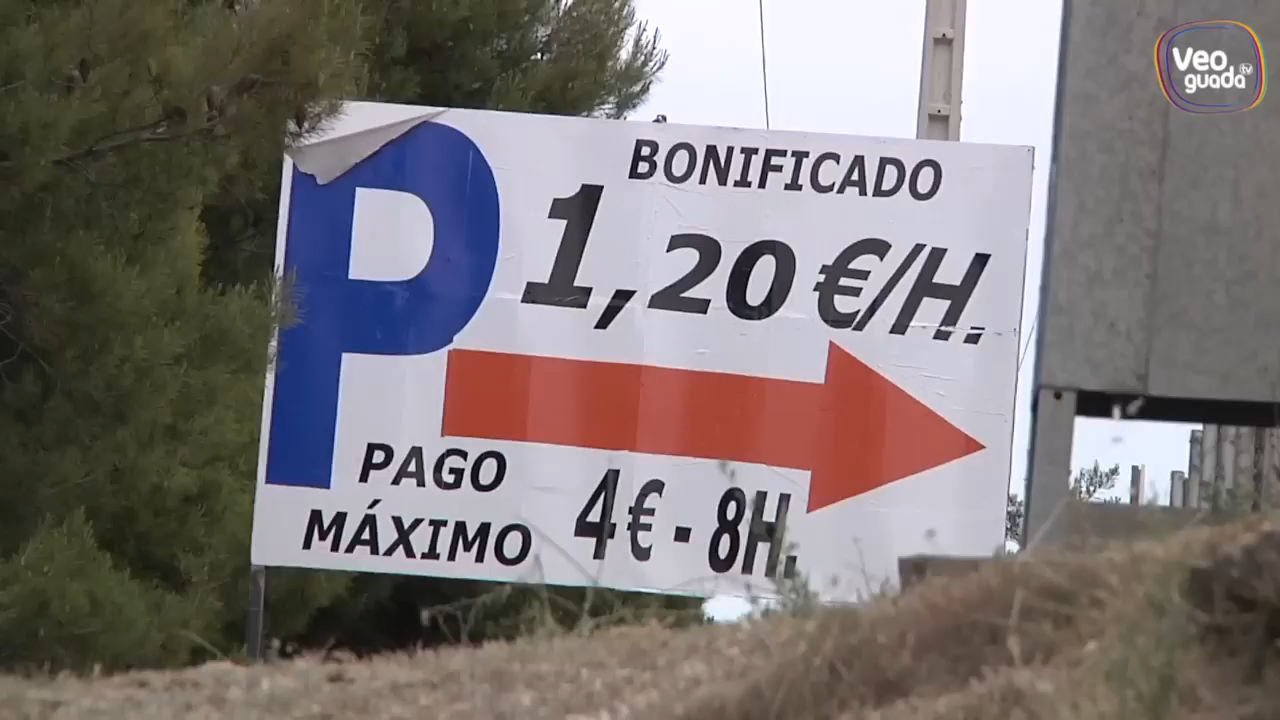 Veo
guada tv
P
BONIFICADO
1,20 €/H.
PAGO
MÁXIMO
4€ - 8H.